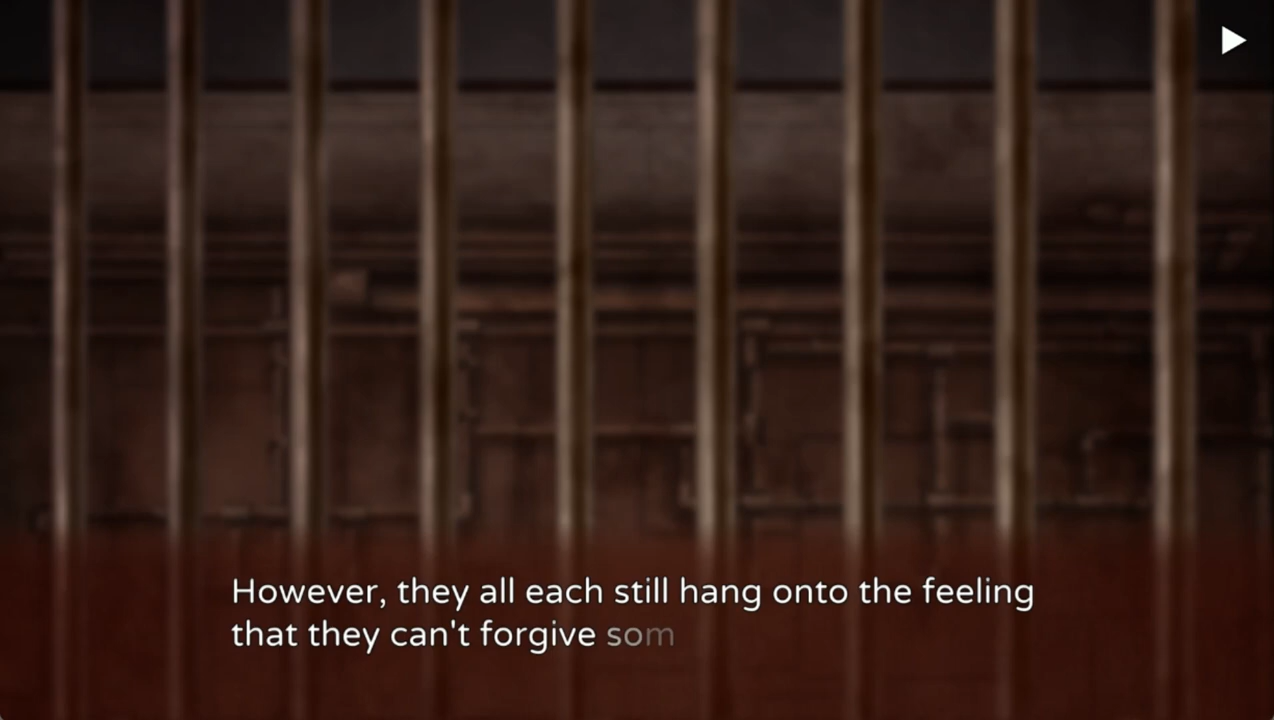 However, they all each still hang onto the feeling
that they can't forgive som